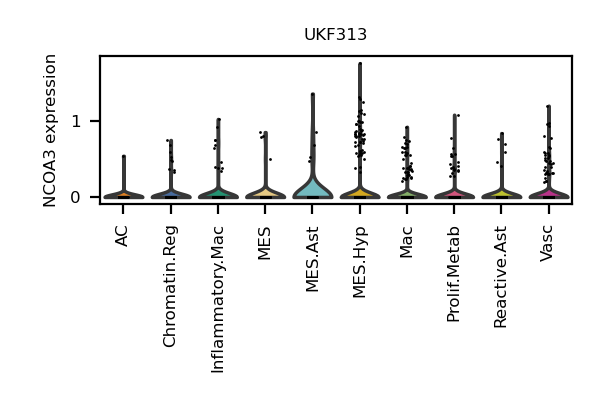 UKF313
NCOA3 expression
1
0
AC
Chromatin.Reg
Inflammatory.Mac
MES
MES.Ast
MES.Hyp
Mac
Prolif.Metab
Reactive.Ast
Vasc